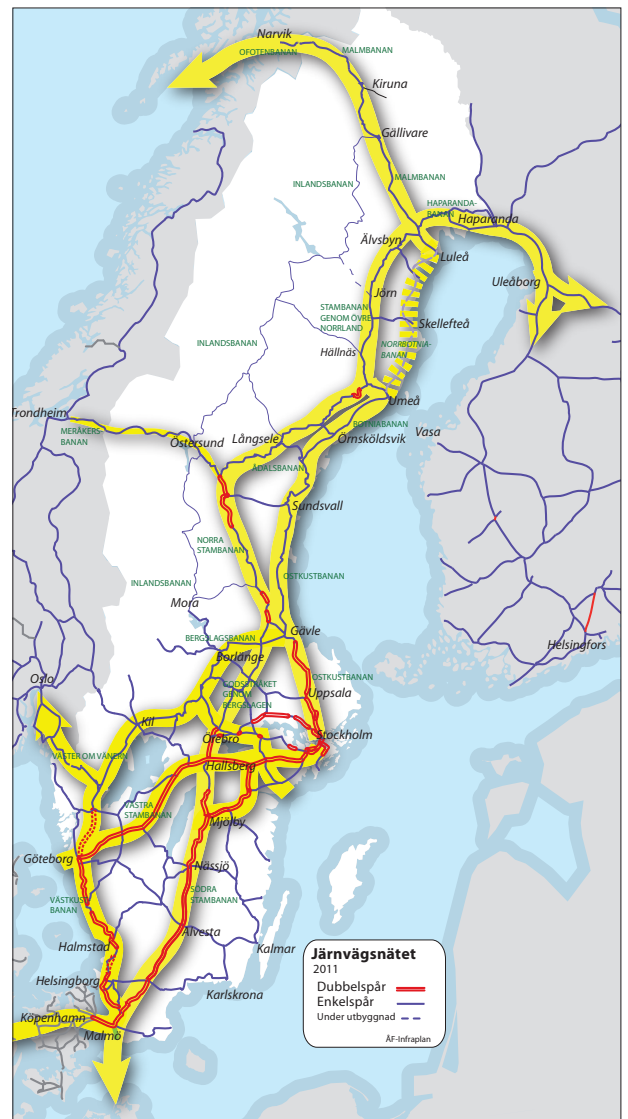 Narvik
OFOTENBANAN
MALMBANAN
Kiruna
Gällivare
MALMBANAN
INLANDSBANAN
HAPARANDA-
BANAN
Haparanda
Älvsbyn
Luleå
Uleåborg
Jörn
STAMBANAN
GENOM ÖVRE
NORRLAND
Skellefteå
INLANDSBANAN
NORRBOTNIA-
BANAN
Hällnäs
Umeå
Trondheim
MERÅKERS-
BANAN
Östersund
Långsele
BOTNIABANAN
Örnsköldsvik
Vasa
ÅDALSBANAN
Sundsvall
NORRA
STAMBANAN
INLANDSBANAN
OSTKUSTBANAN
Mora
BERGSLAGSBANAN
Gävle
Borlänge
Helsingfors
Oslo
OSTKUSTBANAN
GODSSTRÅKET
GENOM
BERGSLAGEN
Uppsala
Kil
Örebro
Stockholm
VÄSTER OM VÄNERN
Hallsberg
VÄSTRA
STAMBANAN
Mjölby
Göteborg
Nässjö
VÄSTKUST
BANAN
SÖDRA
STAMBANAN
Alvesta
Halmstad
Kalmar
Helsingborg
Karlskrona
Köpenhamn
Malmö
Järnvägsnätet
2011
Dubbelspår
Enkelspår
Under utbyggnad
ÅF-Infraplan